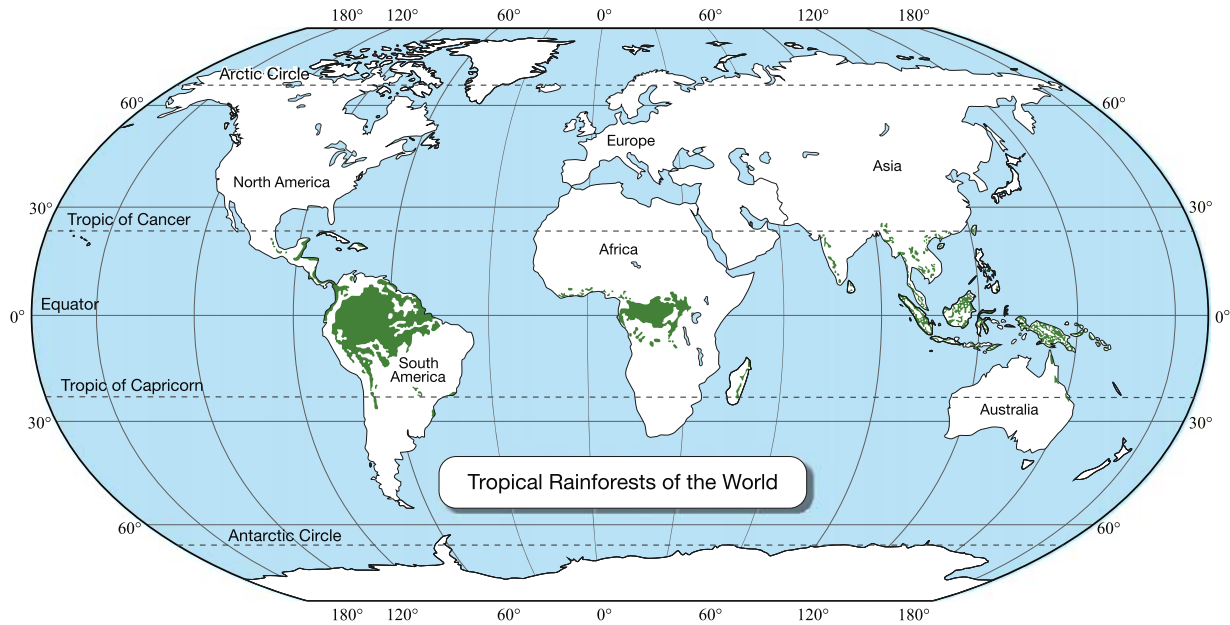 180° 120° 60° 0° 60° 120° 180°
Arctic Circle
60° 60°
Europe
Asia
North America
30° 30°
Tropic of Cancer
Africa
Equator
0° 0°
South
America
Tropic of Capricorn
Australia
30° 30°
Tropical Rainforests of the World
60° 60°
Antarctic Circle
180° 120° 60° 0° 60° 120° 180°